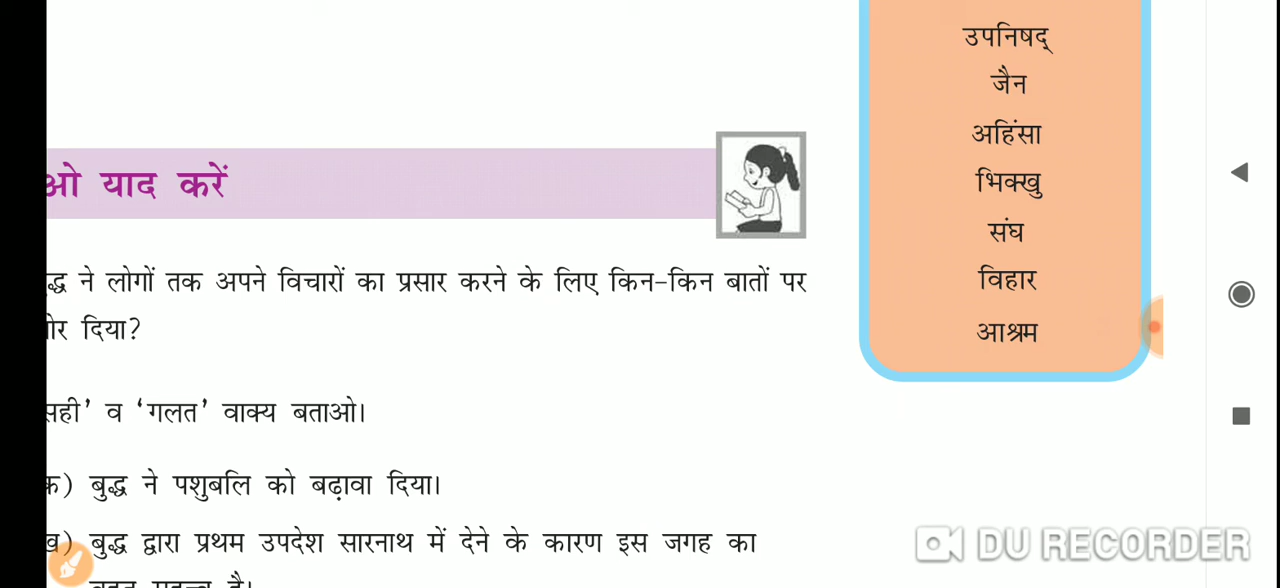 उपनिषद्
जैन
अहिंसा
भिक्खु
संघ
विहार
आश्रम
याद करें
ने लोगों तक अपने विचारों का प्रसार करने के लिए किन-किन बातों पर
दिया?
सही’ व ‘गलत’ वाक्य बताओ।
क) बुद्ध ने पशुबलि को बढ़ावा दिया।
ख) बुद्ध द्वारा प्रथम उपदेश सारनाथ में देने के कारण इस जगह का
है।
DU RECORDER